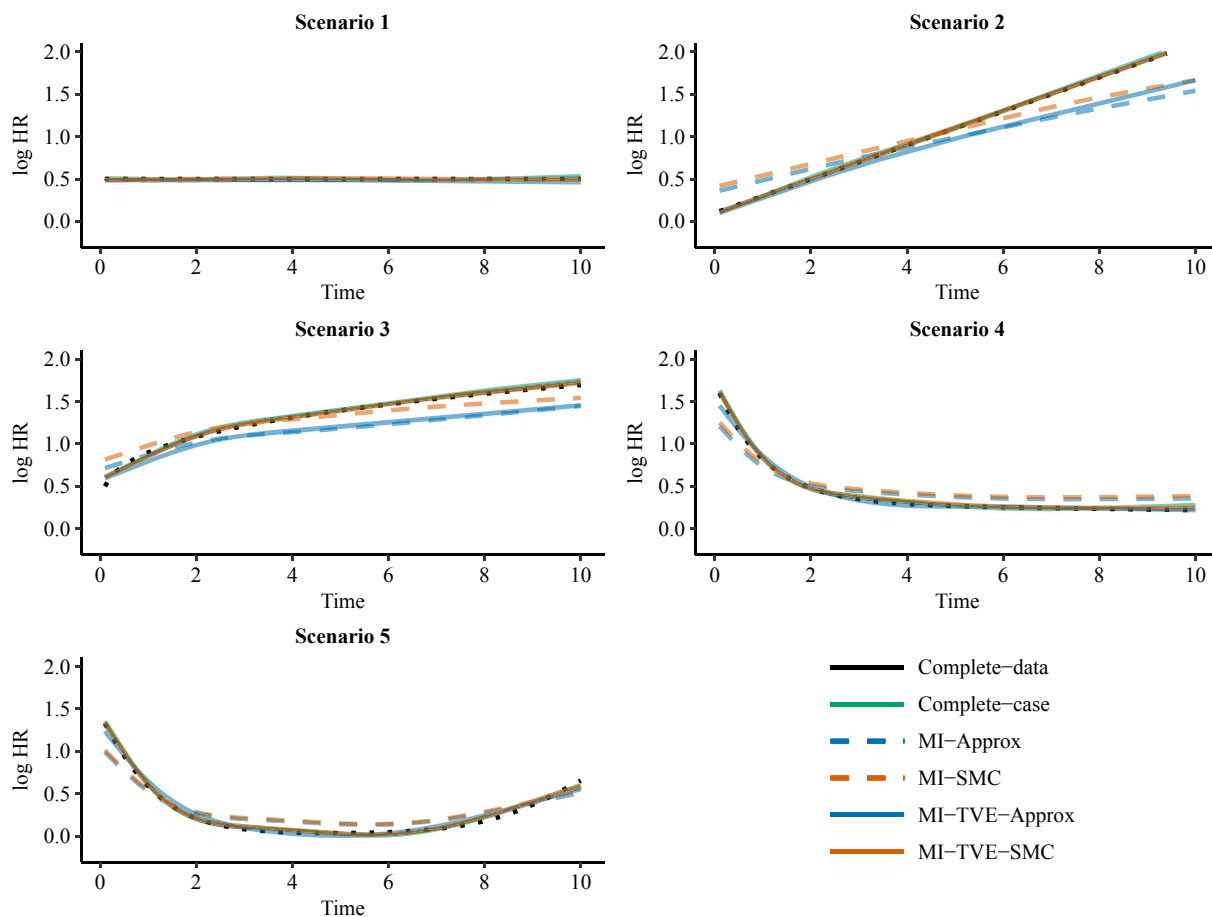 Scenario 1
2.0
1.5
1.0
0.5
0.0
log HR
0 2 4 6 8 10
Time
Scenario 2
2.0
1.5
1.0
0.5
0.0
log HR
0 2 4 6 8 10
Time
Scenario 3
2.0
1.5
1.0
0.5
0.0
log HR
0 2 4 6 8 10
Time
Scenario 4
2.0
1.5
1.0
0.5
0.0
log HR
0 2 4 6 8 10
Time
Scenario 5
2.0
1.5
1.0
0.5
0.0
log HR
0 2 4 6 8 10
Time
Complete−data
Complete−case
MI−Approx
MI−SMC
MI−TVE−Approx
MI−TVE−SMC